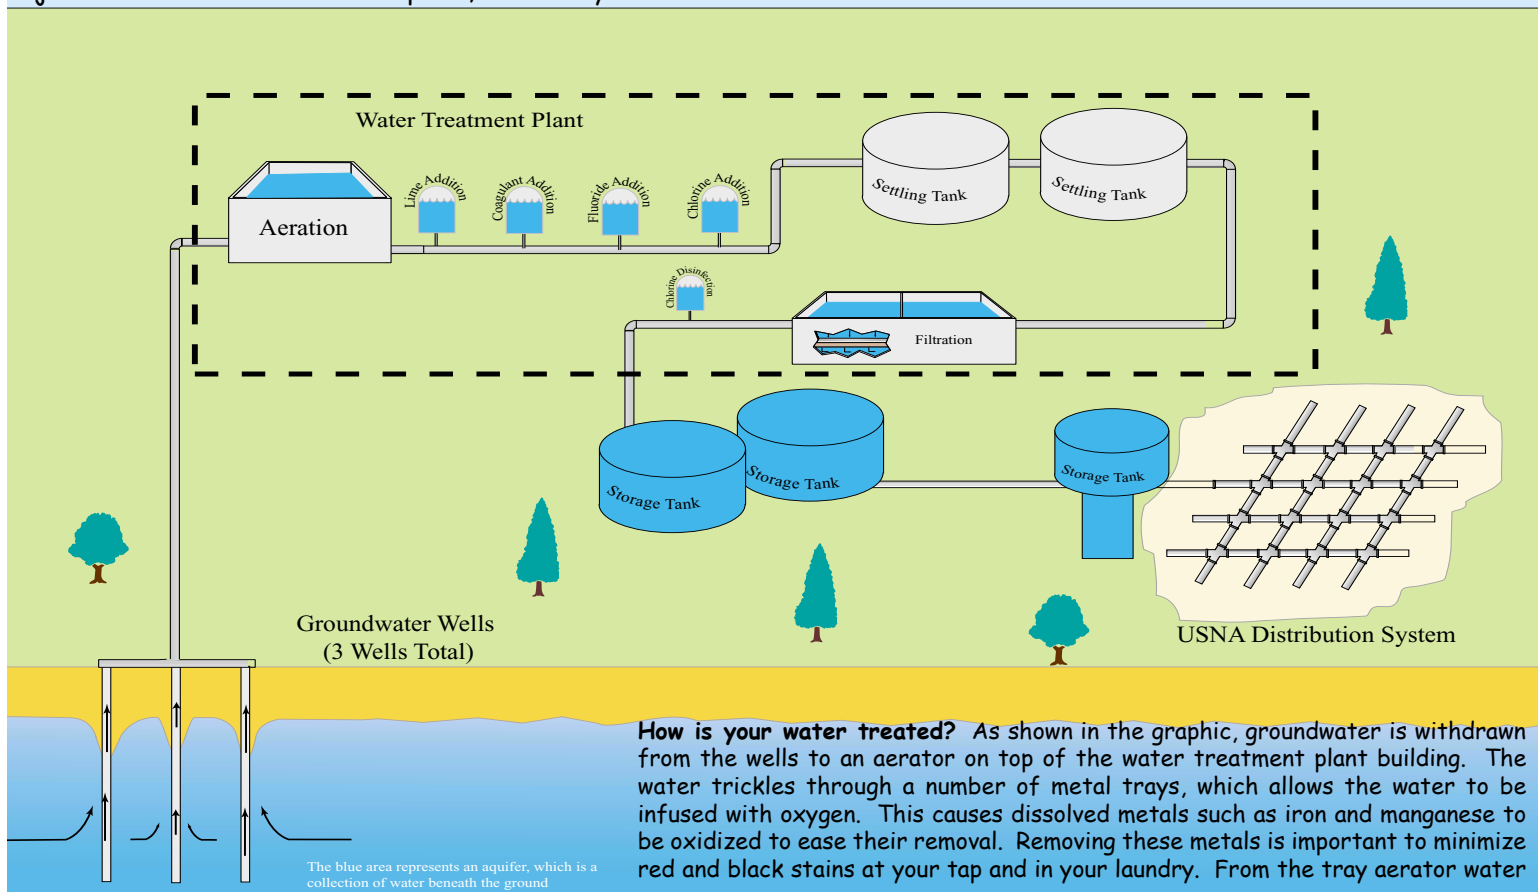 Water Treatment Plant
Aeration
Lime Addition
Coagulant Addition
Fluoride Addition
Chlorine Addition
Settling Tank
Settling Tank
Chlorine Disinfection
Filtration
Storage Tank
Storage Tank
Storage Tank
Groundwater Wells
(3 Wells Total)
USNA Distribution System
How is your water treated? As shown in the graphic, groundwater is withdrawn
from the wells to an aerator on top of the water treatment plant building. The
water trickles through a number of metal trays, which allows the water to be
infused with oxygen. This causes dissolved metals such as iron and manganese to
be oxidized to ease their removal. Removing these metals is important to minimize
red and black stains at your tap and in your laundry. From the tray aerator water
The blue area represents an aquifer, which is a
collection of water beneath the ground